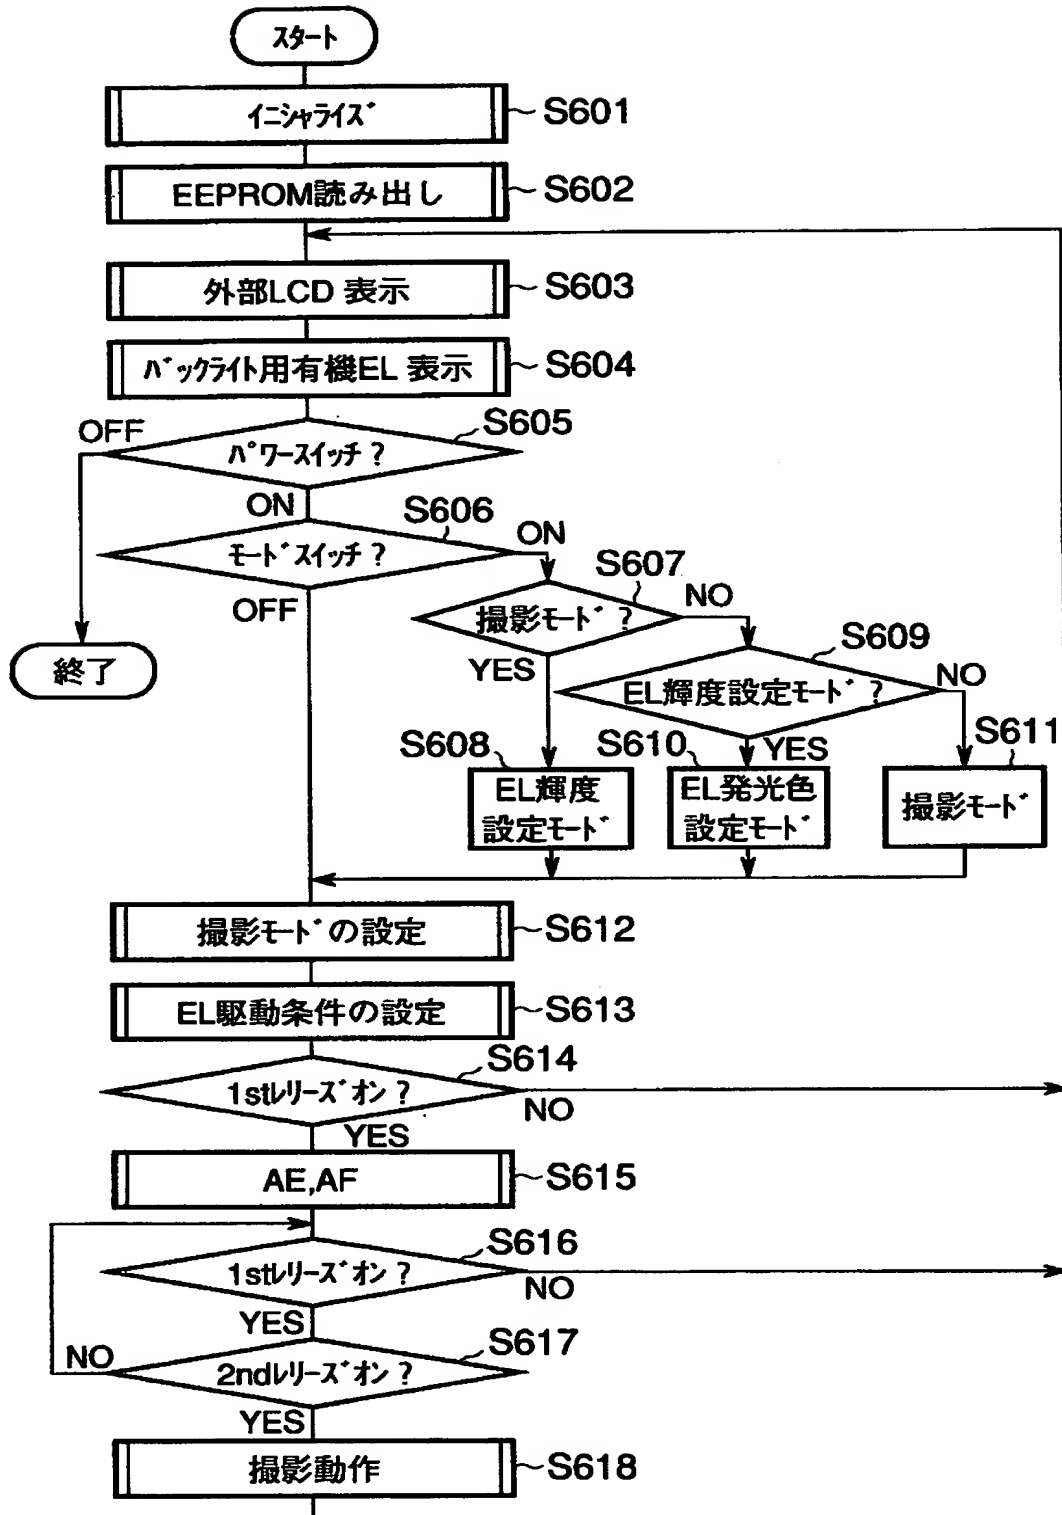 スタート
イニシャライズ
S601
EEPROM読み出し
S602
外部LCD 表示
S603
バックライト用有機EL 表示
S604
S605
OFF
パワースイッチ?
ON
S606
ON
モードスイッチ?
OFF
S607
撮影モード?
NO
YES
S609
EL輝度設定モード?
NO
終了
S608
S610
YES
S611
EL輝度
設定モード
EL発光色
設定モード
撮影モード
撮影モードの設定
S612
EL駆動条件の設定
S613
S614
1stレリーズオン?
NO
YES
AE,AF
S615
S616
1stレリーズオン?
NO
YES
S617
NO
2ndレリーズオン?
YES
撮影動作
S618